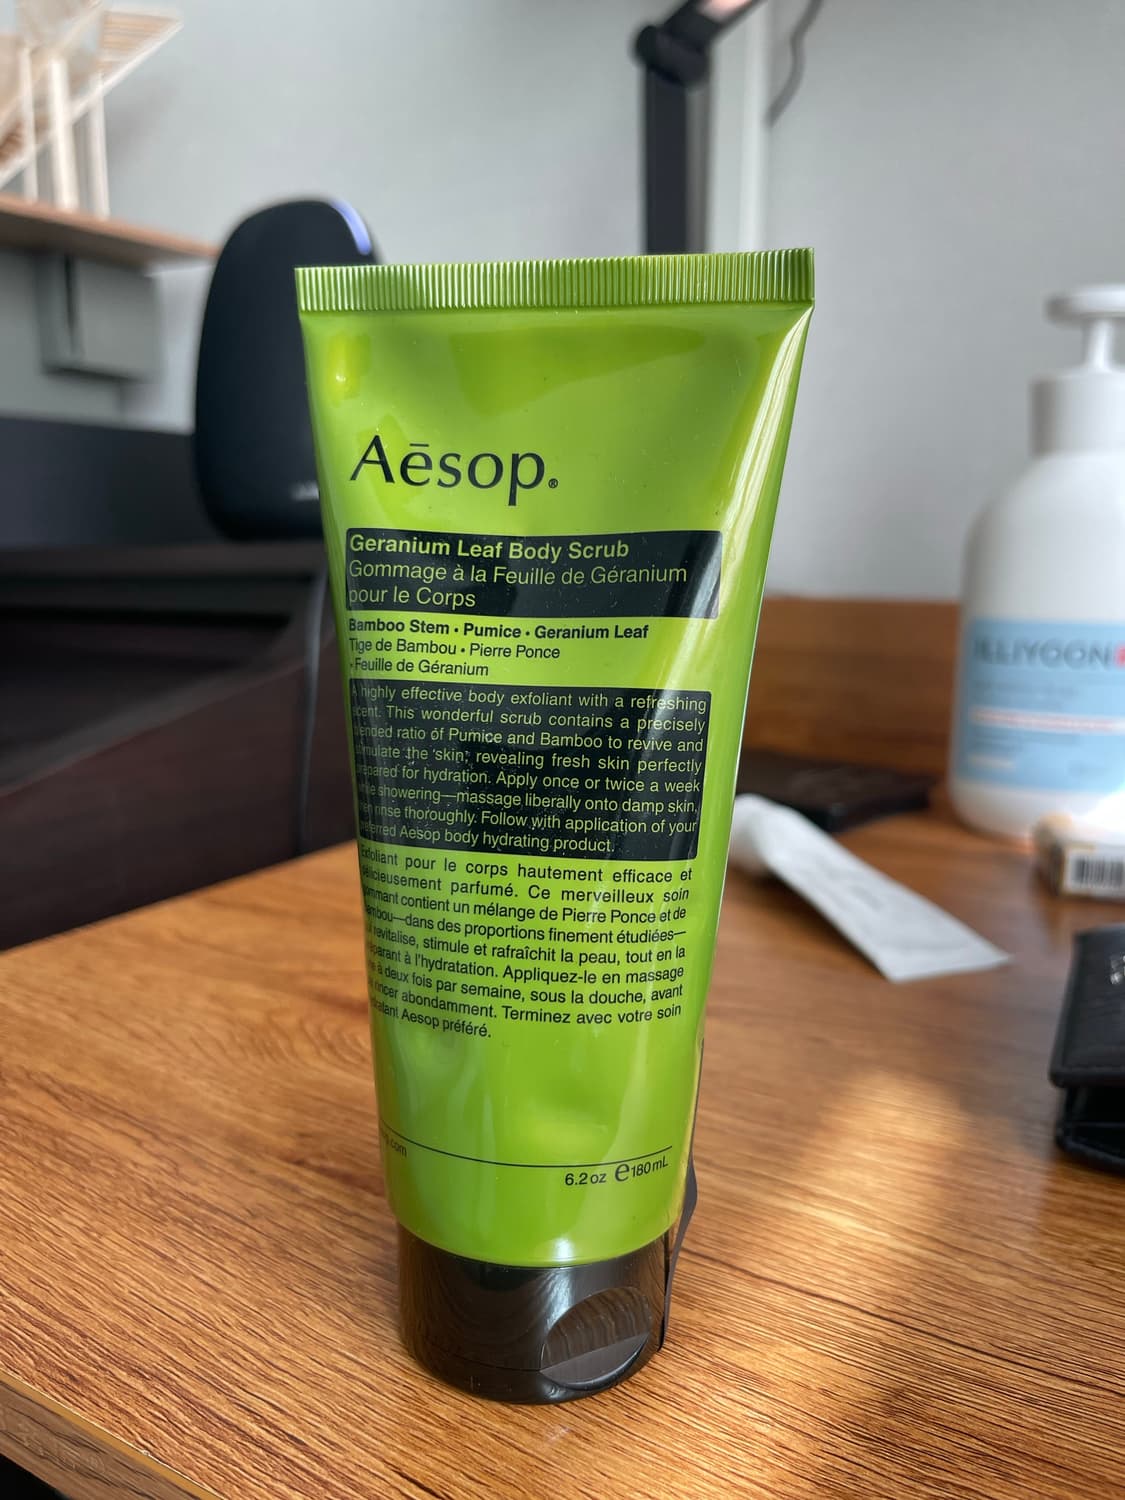 Aēsop®
Geranium Leaf Body Scrub
Gommage à la Feuille de Géranium
pour le Corps
Bamboo Stem • Pumice • Geranium Leaf
Tige de Bambou • Pierre Ponce
• Feuille de Géranium
A highly effective body exfoliant with a refreshing
scent. This wonderful scrub contains a precisely
ratio of Pumice and Bamboo to revive and
the skin, revealing fresh skin perfectly
for hydration. Apply once or twice a week
showering—massage liberally onto damp skin,
rinse thoroughly. Follow with application of your
Aesop body hydrating product.
Exfoliant pour le corps hautement efficace et
délicieusement parfumé. Ce merveilleux soin
contient un mélange de Pierre Ponce et de
—dans des proportions finement étudiées—
revitalise, stimule et rafraîchit la peau, tout en la
à l'hydratation. Appliquez-le en massage
à deux fois par semaine, sous la douche, avant
rincer abondamment. Terminez avec votre soin
Aesop préféré.
.com
6.2 oz ℮ 180 mL
ILLIYOON